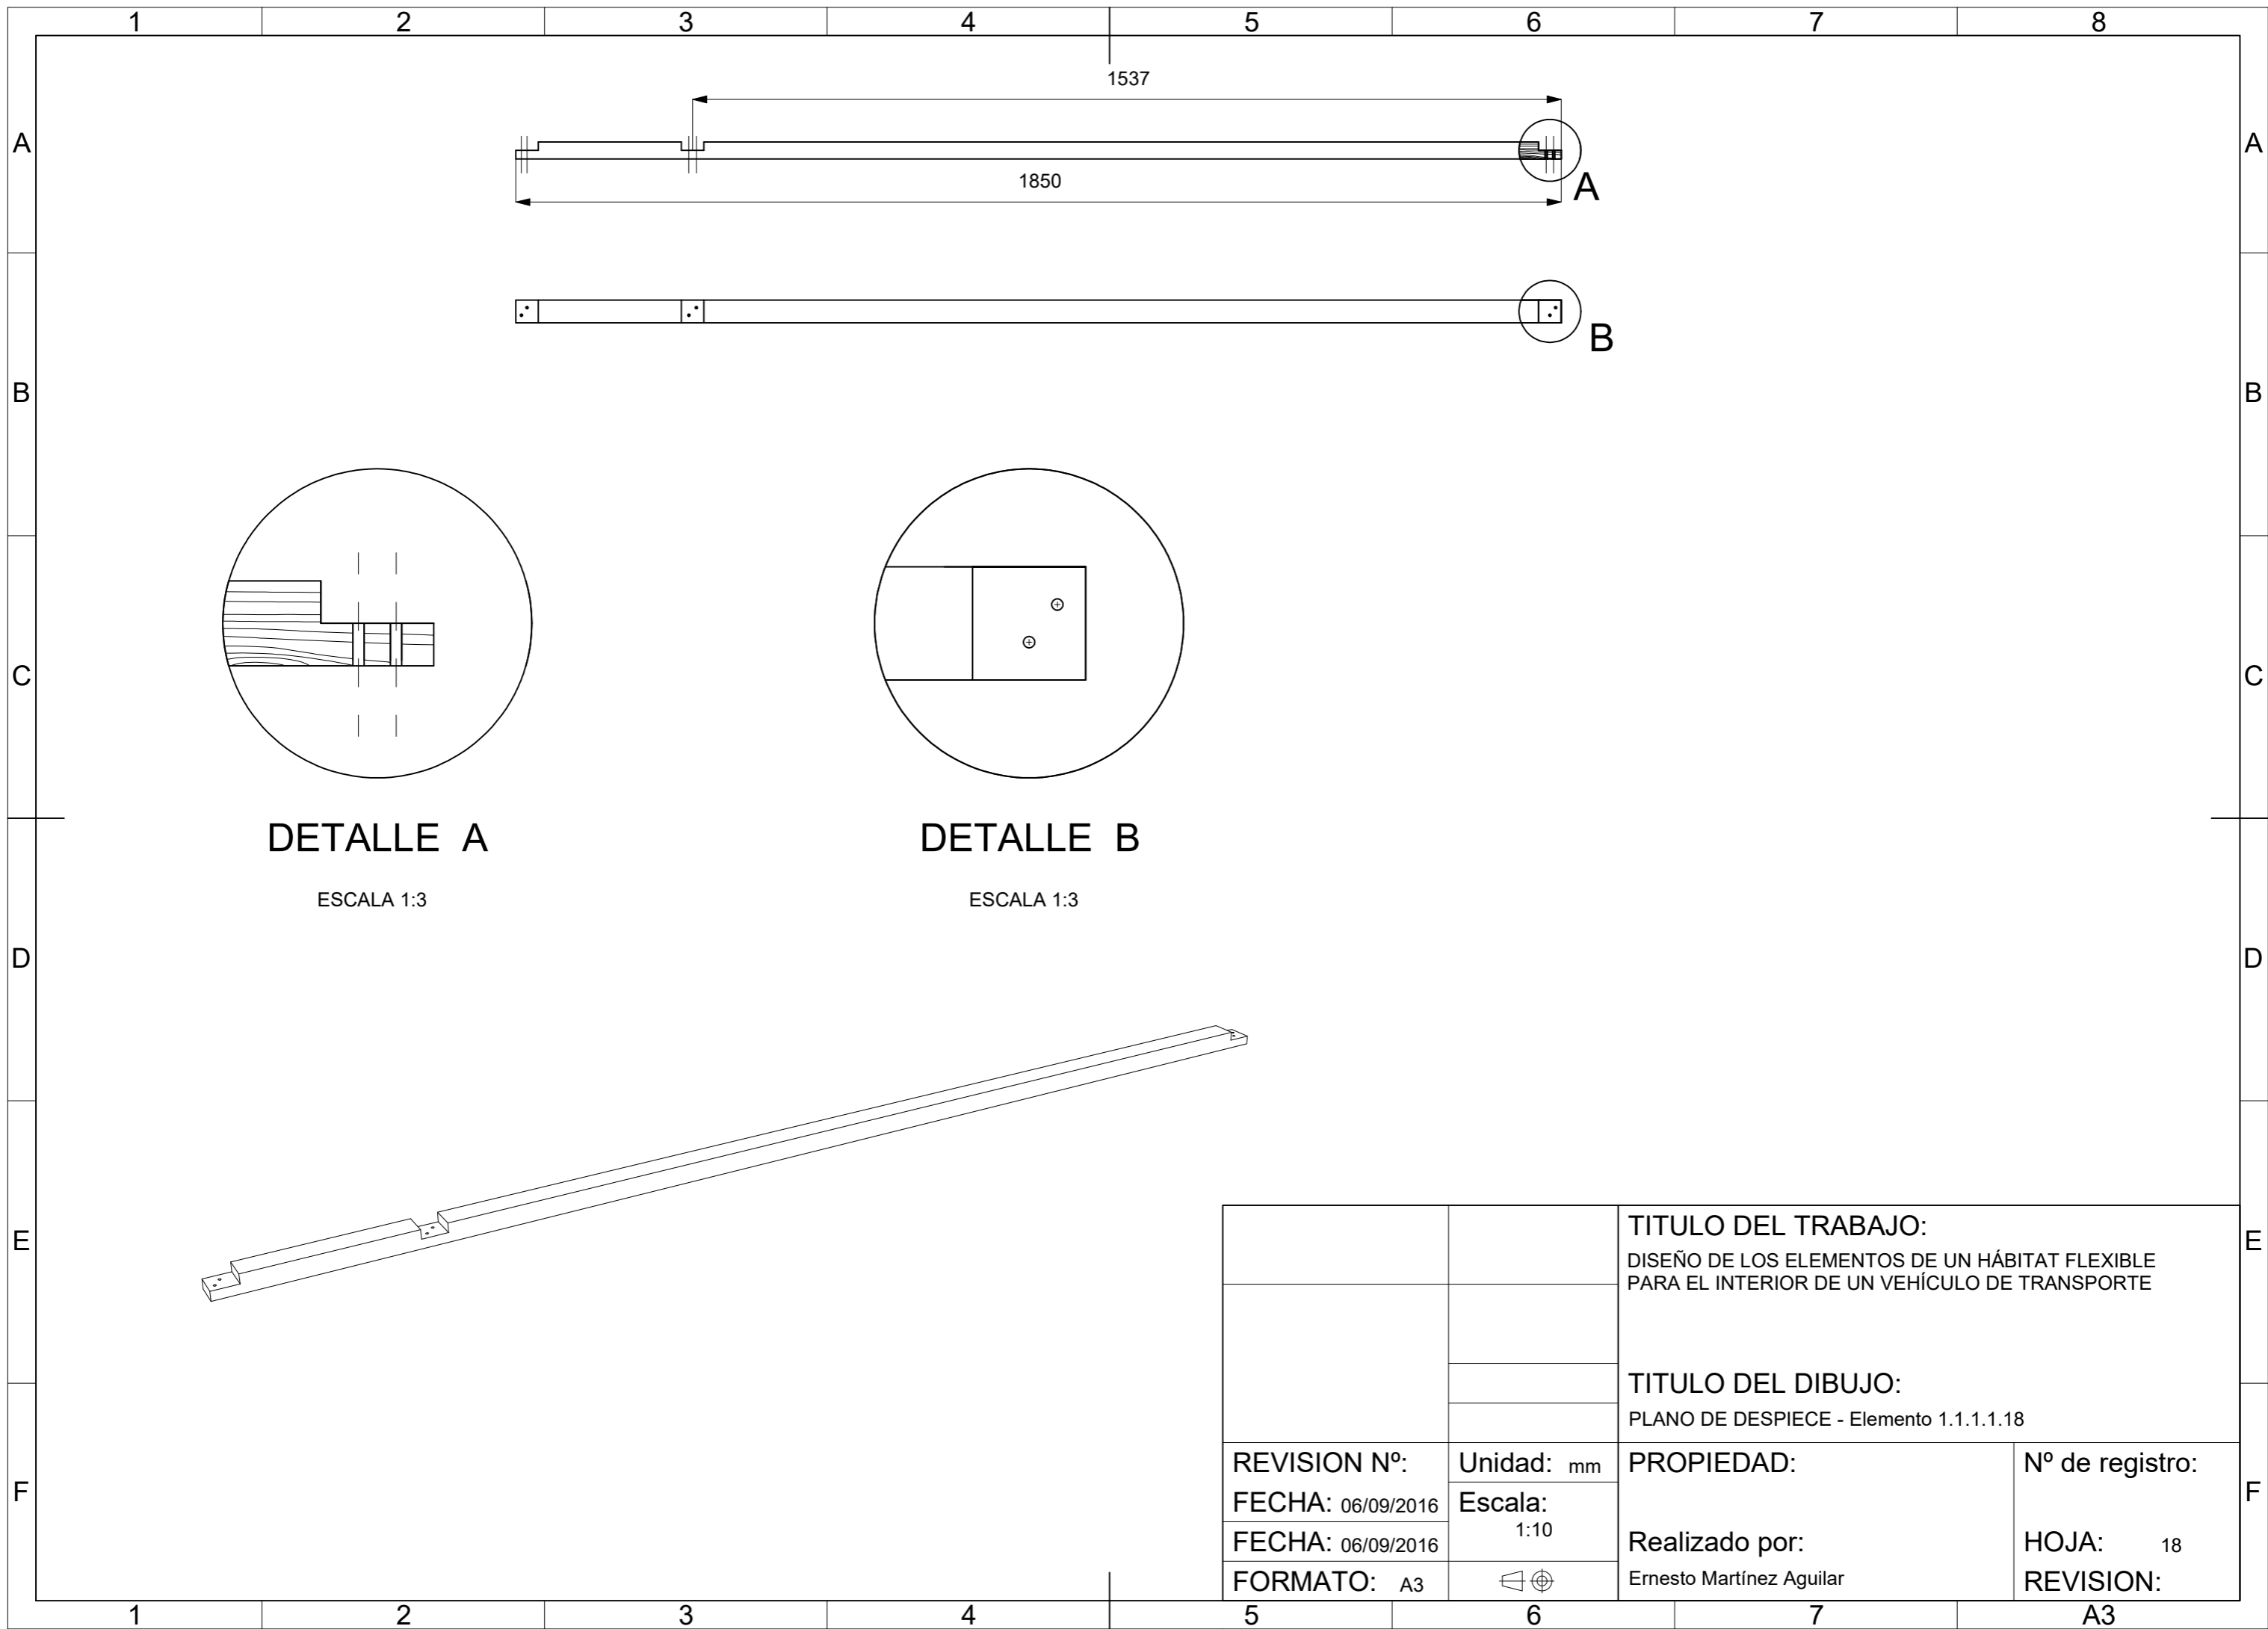 1 2 3 4 5 6 7 8
A A
B B
C C
D D
E E
F F
1537
1850
A
B
DETALLE A
ESCALA 1:3
DETALLE B
ESCALA 1:3
TITULO DEL TRABAJO:
DISEÑO DE LOS ELEMENTOS DE UN HÁBITAT FLEXIBLE
PARA EL INTERIOR DE UN VEHÍCULO DE TRANSPORTE
TITULO DEL DIBUJO:
PLANO DE DESPIECE - Elemento 1.1.1.1.18
REVISION Nº: Unidad: mm PROPIEDAD: Nº de registro:
FECHA: 06/09/2016 Escala:
1:10
FECHA: 06/09/2016 Realizado por: HOJA: 18
FORMATO: A3 Ernesto Martínez Aguilar REVISION:
1 2 3 4 5 6 7 A3